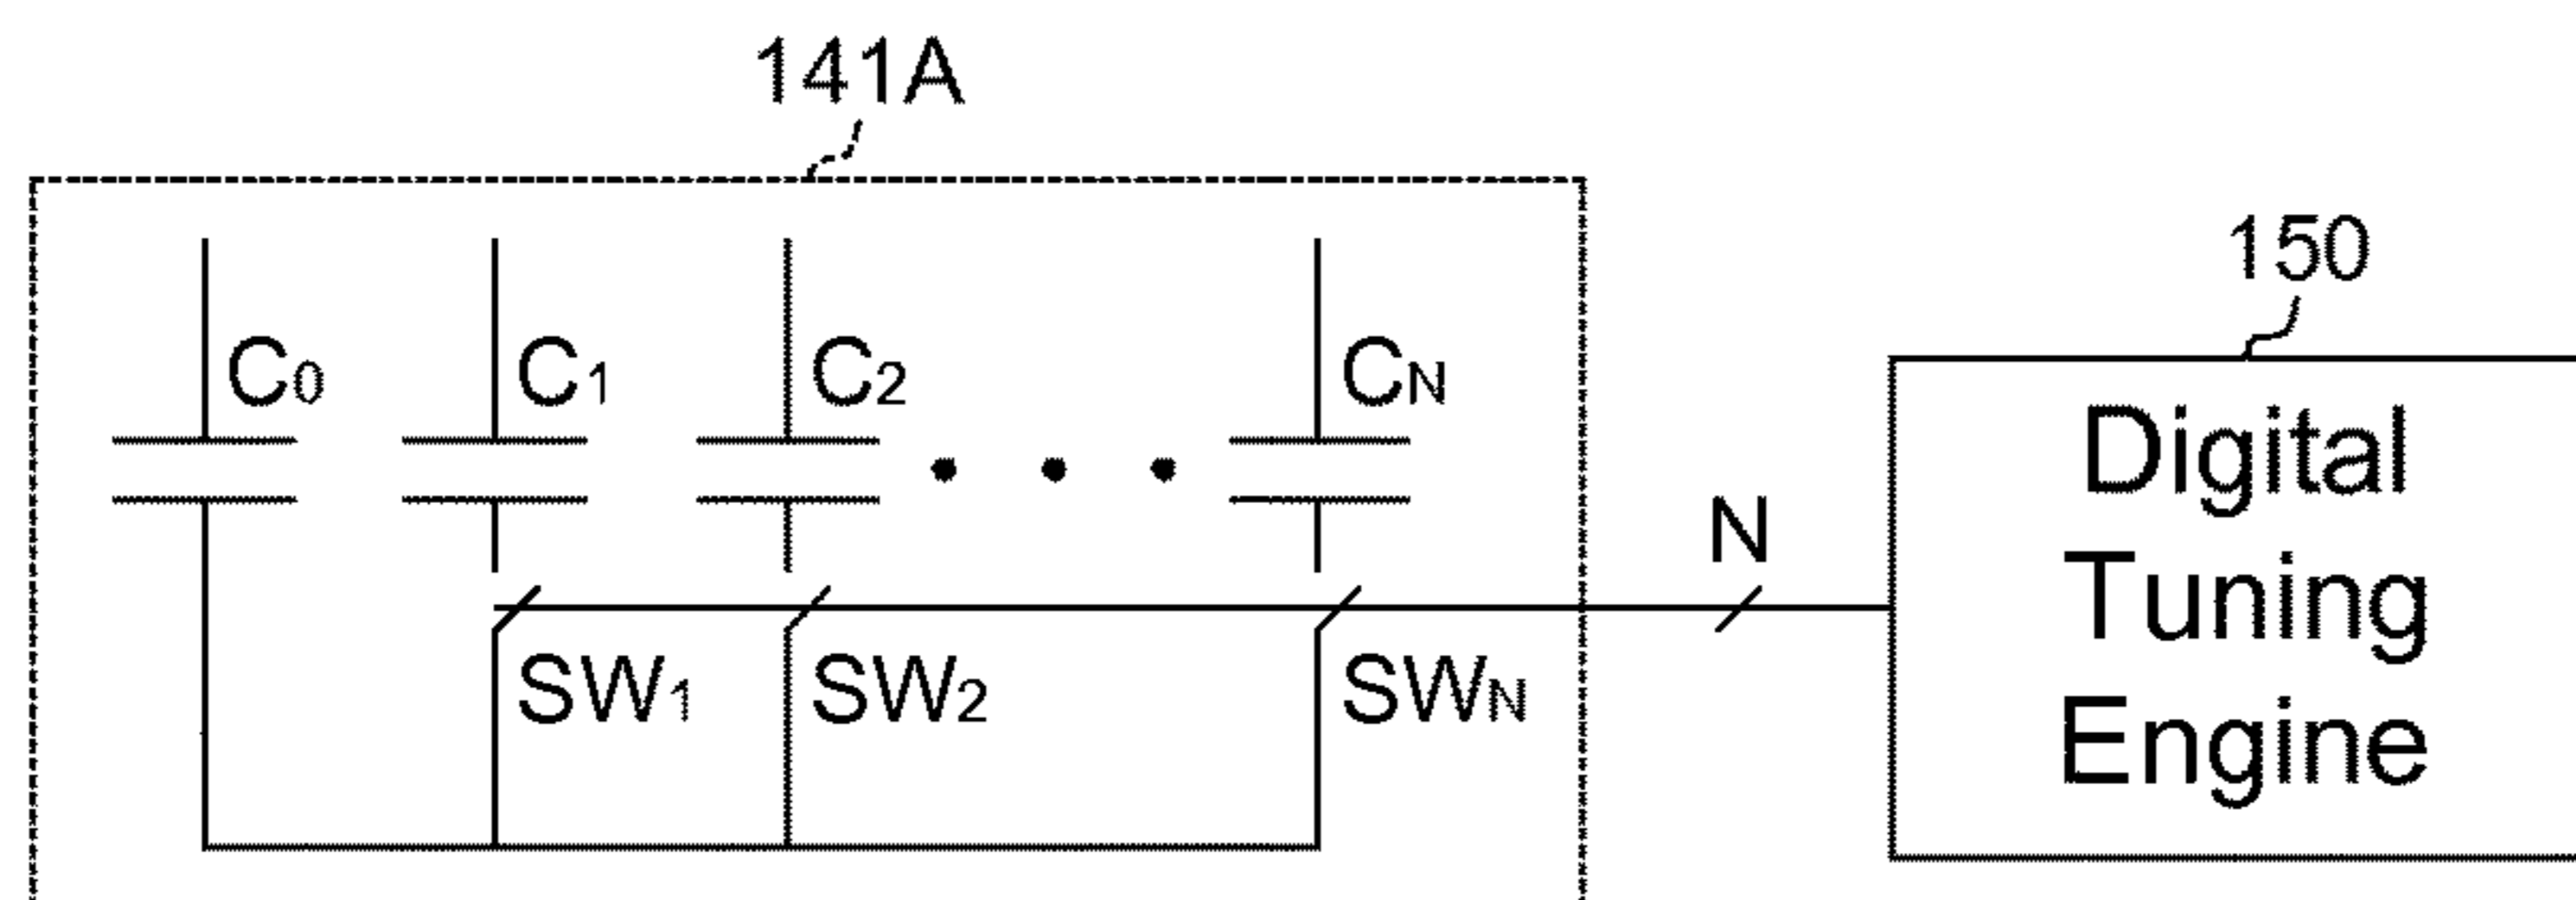 141A
150
C0 C1 C2 CN
N
Digital
Tuning
Engine
SW1 SW2 SWN